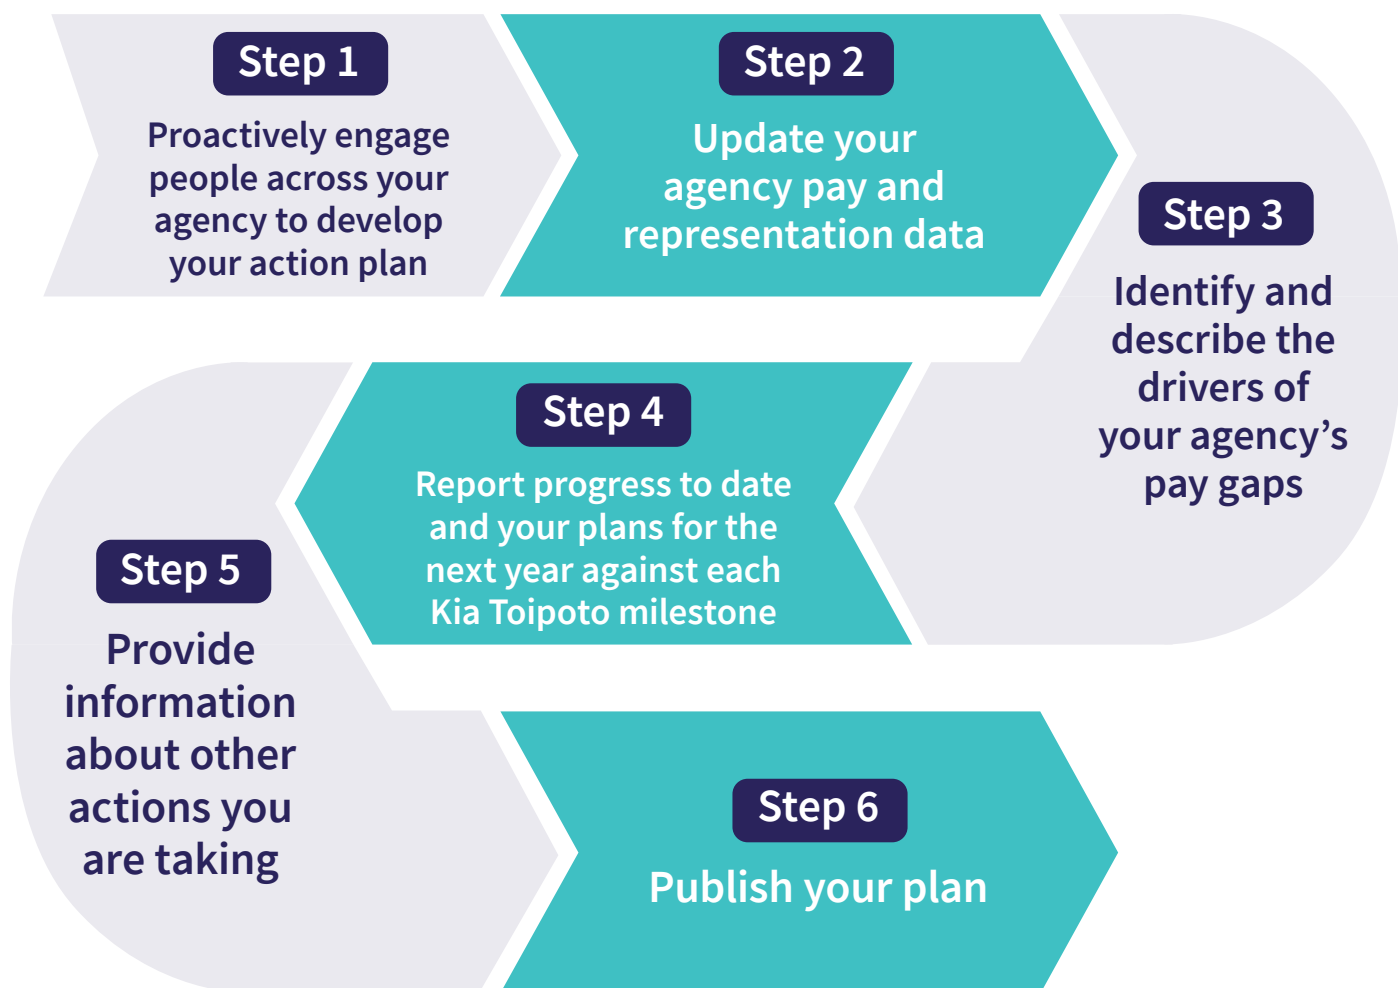 Step 1
Proactively engage
people across your
agency to develop
your action plan
Step 2
Update your
agency pay and
representation data
Step 3
Identify and
describe the
drivers of
your agency’s
pay gaps
Step 4
Report progress to date
and your plans for the
next year against each
Kia Toipoto milestone
Step 5
Provide
information
about other
actions you
are taking
Step 6
Publish your plan